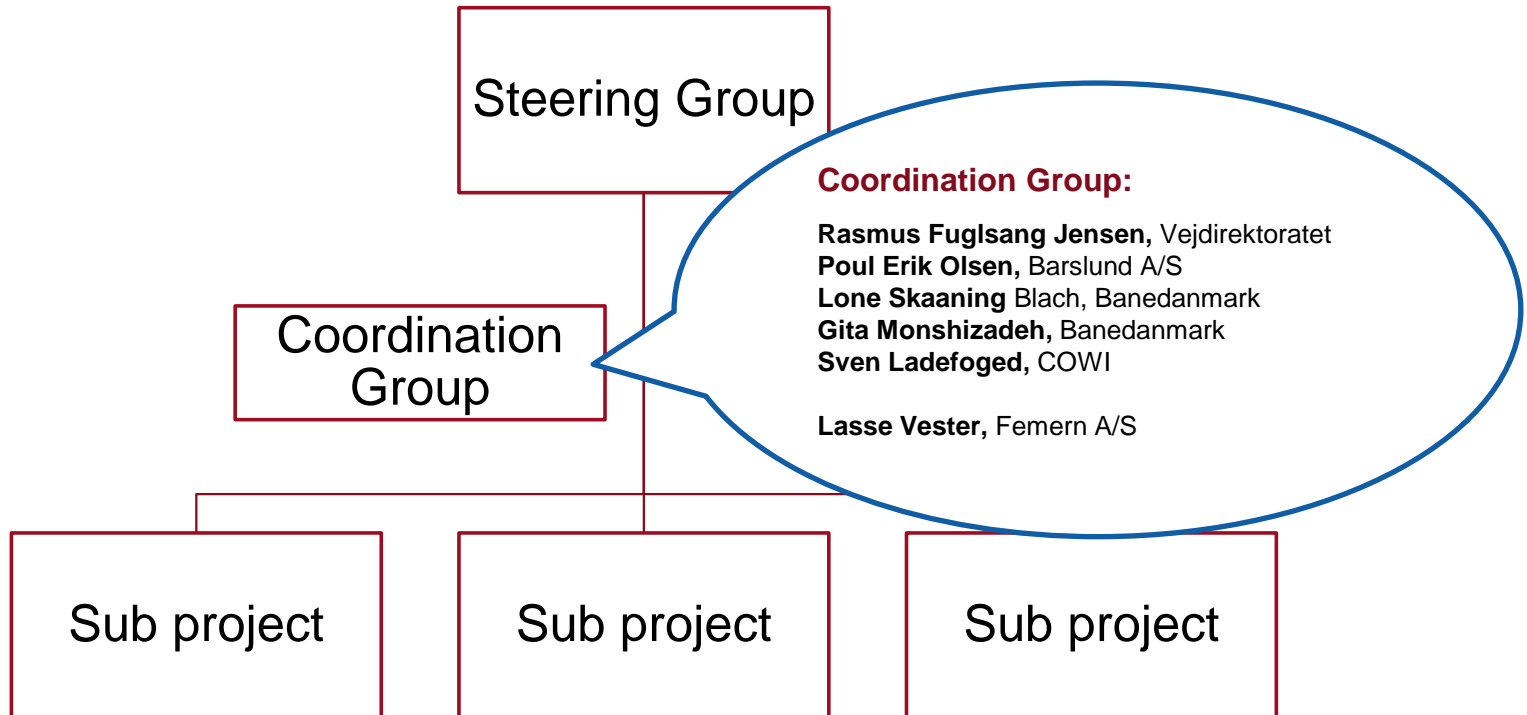 Steering Group
Coordination Group:
Rasmus Fuglsang Jensen, Vejdirektoratet
Poul Erik Olsen, Barslund A/S
Lone Skaaning Blach, Banedanmark
Gita Monshizadeh, Banedanmark
Sven Ladefoged, COWI
Lasse Vester, Femern A/S
Coordination
Group
Sub project
Sub project
Sub project